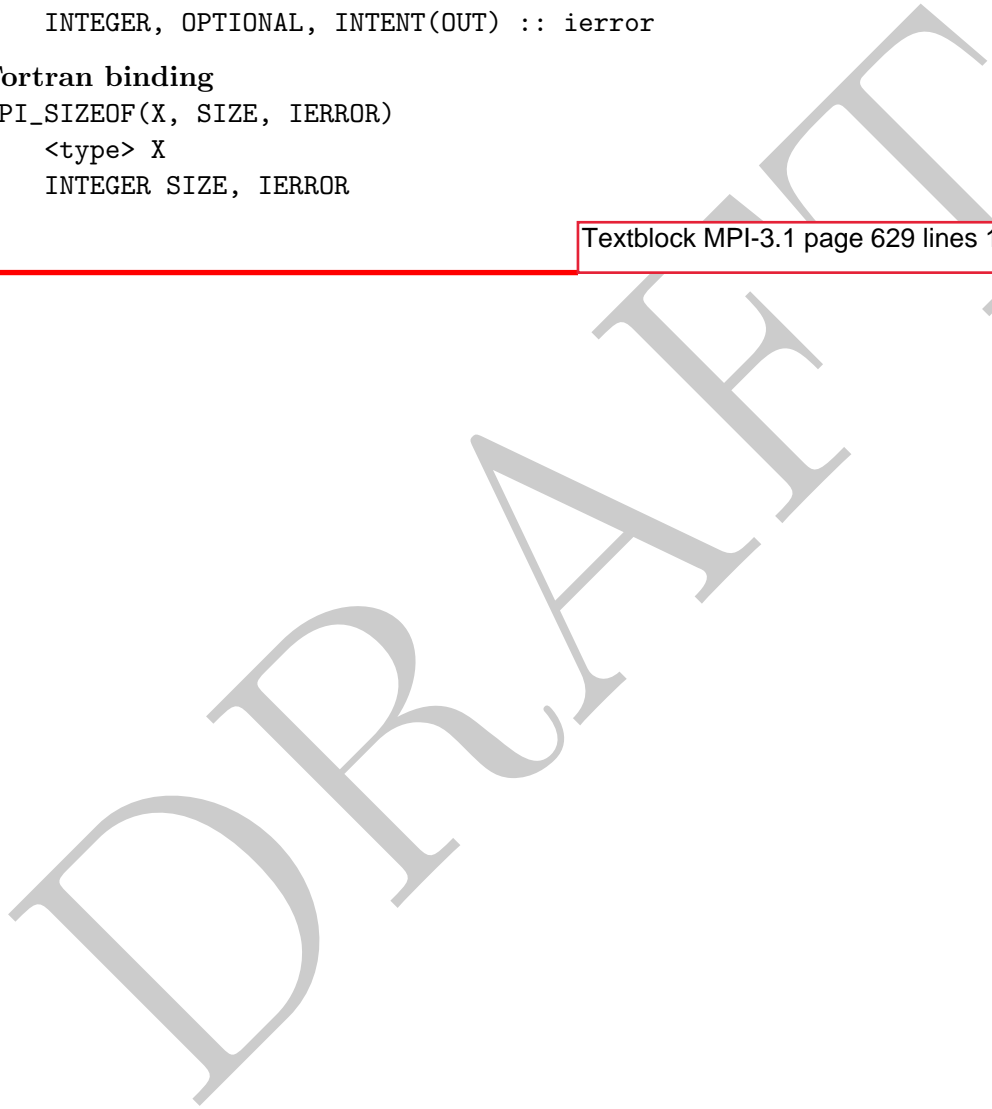 INTEGER, OPTIONAL, INTENT(OUT) :: ierror
ortran binding
PI_SIZEOF(X, SIZE, IERROR)
<type> X
INTEGER SIZE, IERROR
Textblock MPI-3.1 page 629 lines 1
DRAFT